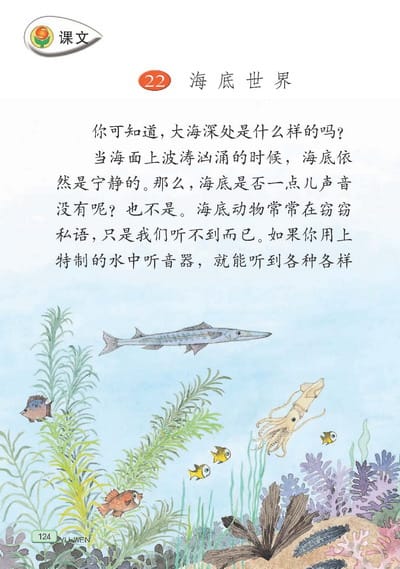 课文
22 海底世界
你可知道，大海深处是什么样的吗？
当海面上波涛汹涌的时候，海底依
然是宁静的。那么，海底是否一点儿声音
没有呢？也不是。海底动物常常在窃窃
私语，只是我们听不到而已。如果你用上
特制的水中听音器，就能听到各种各样
124
YUWEN